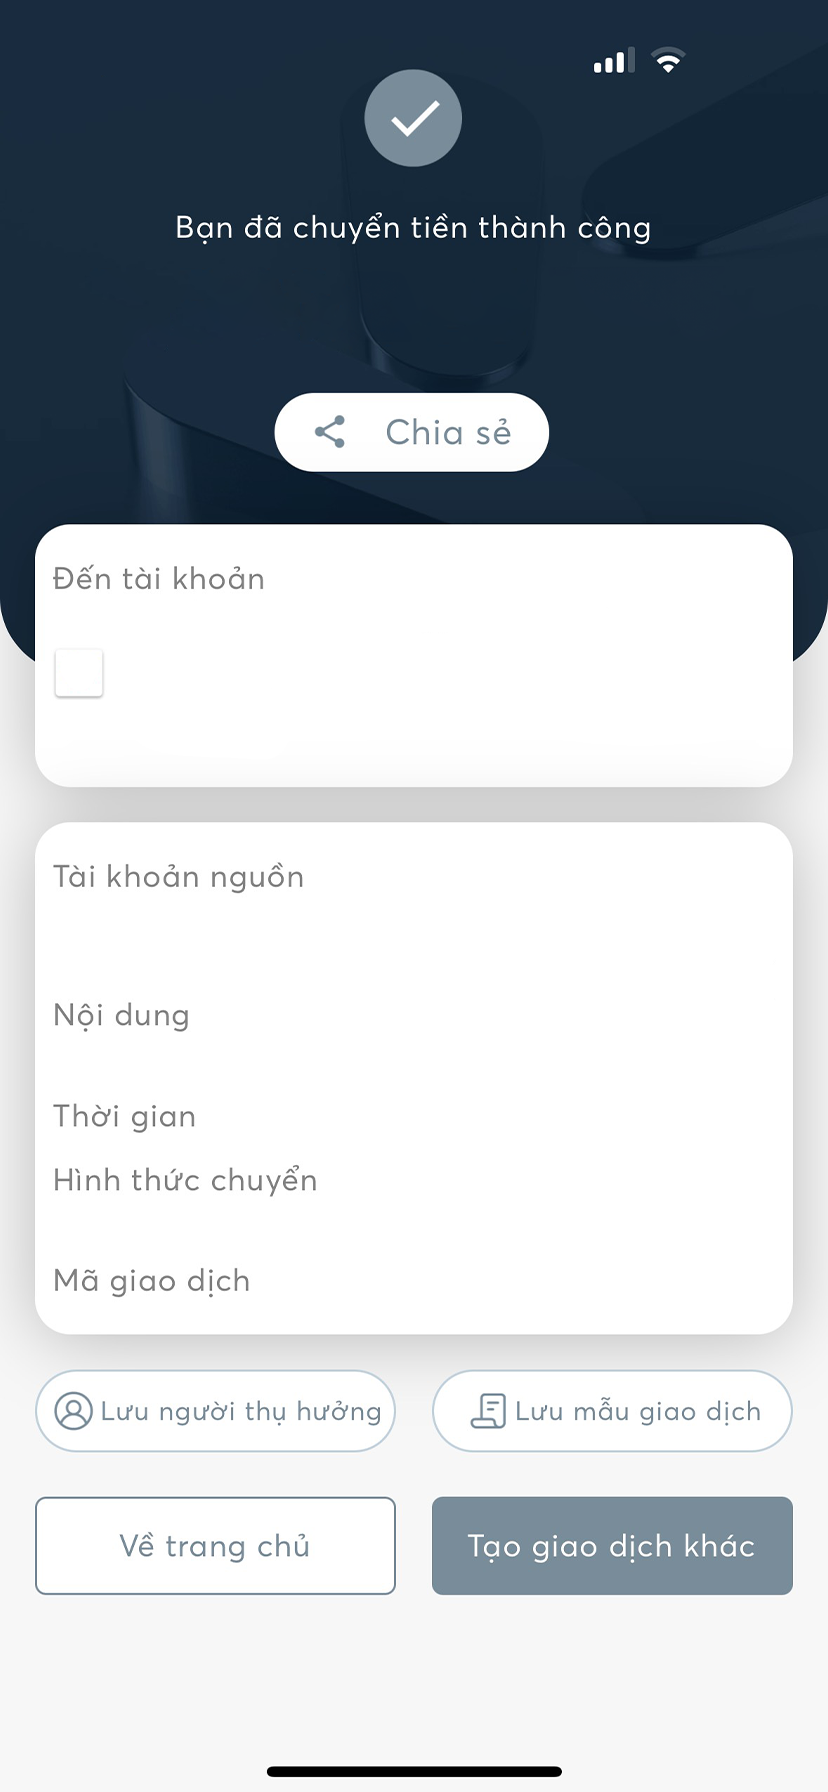 Bạn đã chuyển tiền thành công
Chia sẻ
Đến tài khoản
Tài khoản nguồn
Nội dung
Thời gian
Hình thức chuyển
Mã giao dịch
Lưu người thụ hưởng
Lưu mẫu giao dịch
Về trang chủ
Tạo giao dịch khác